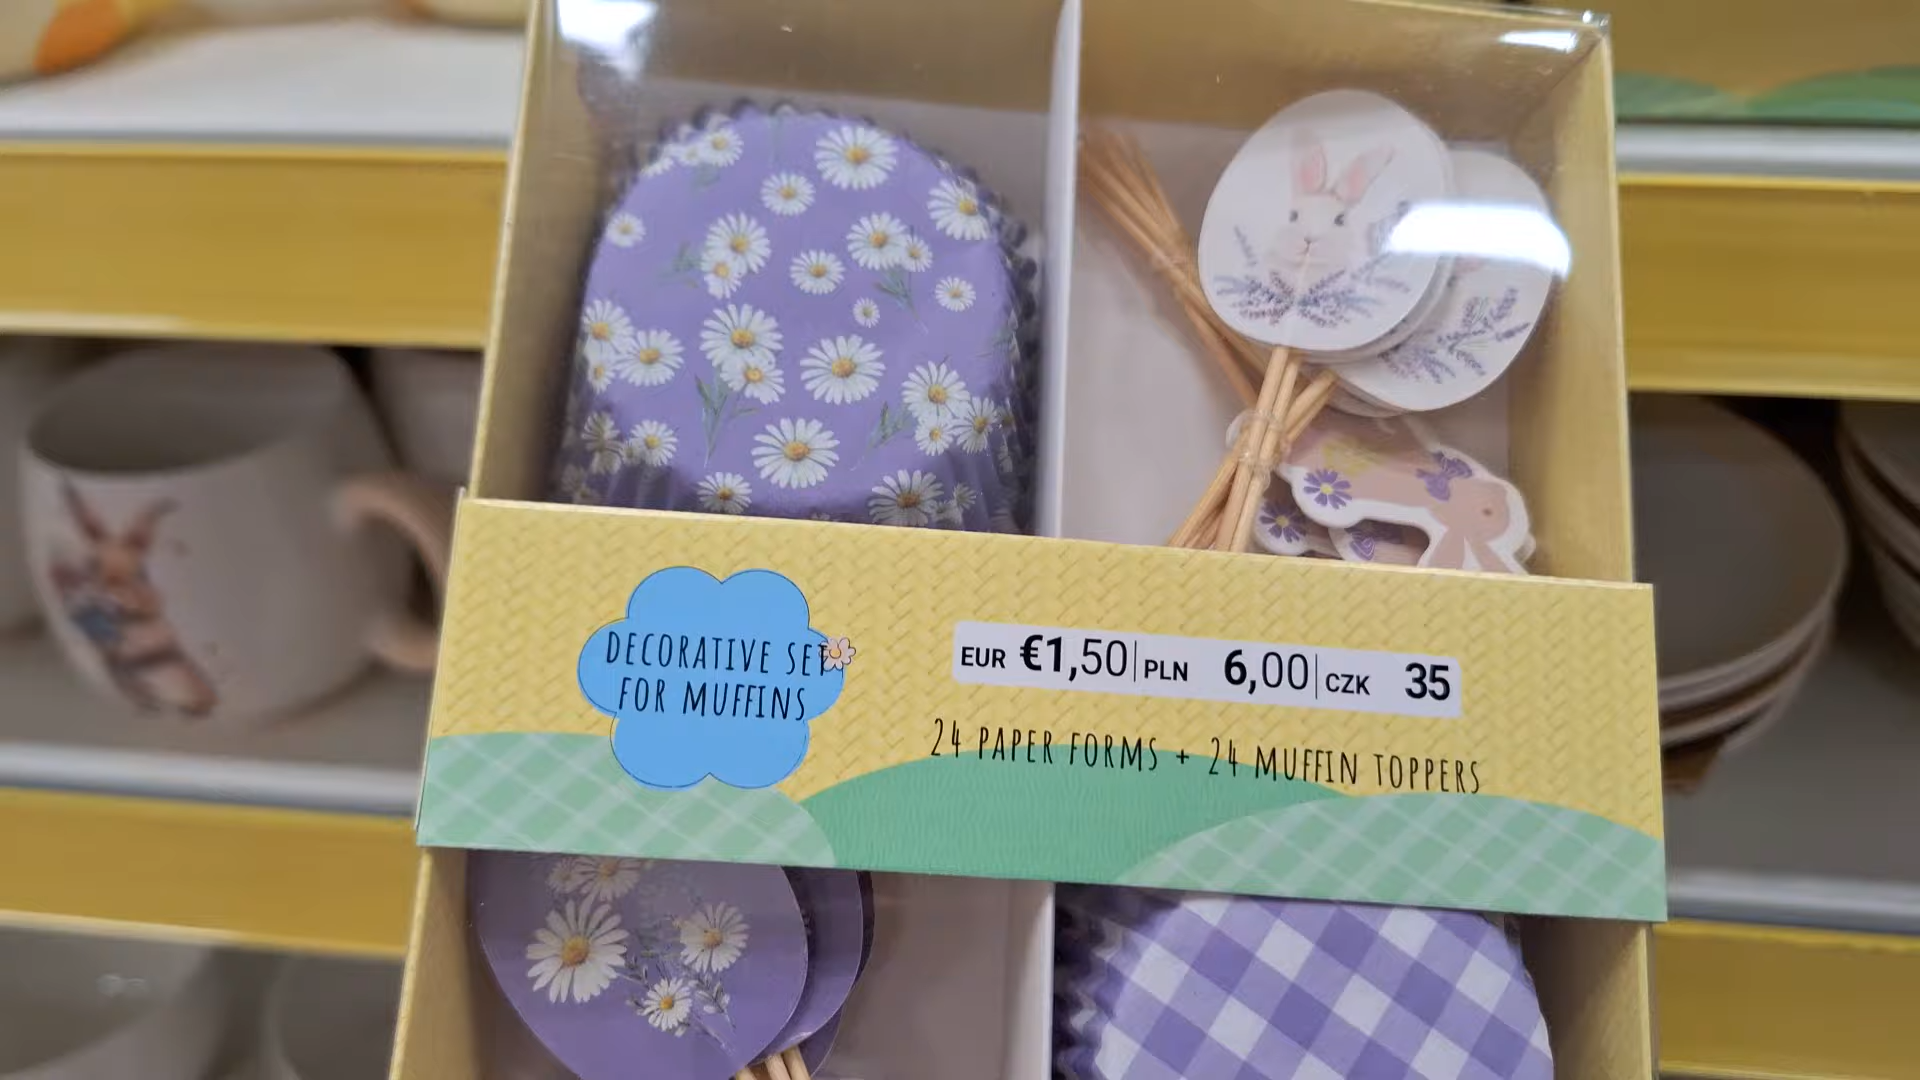 DECORATIVE SET
FOR MUFFINS
EUR €1,50 PLN 6,00 CZK 35
24 PAPER FORMS + 24 MUFFIN TOPPERS